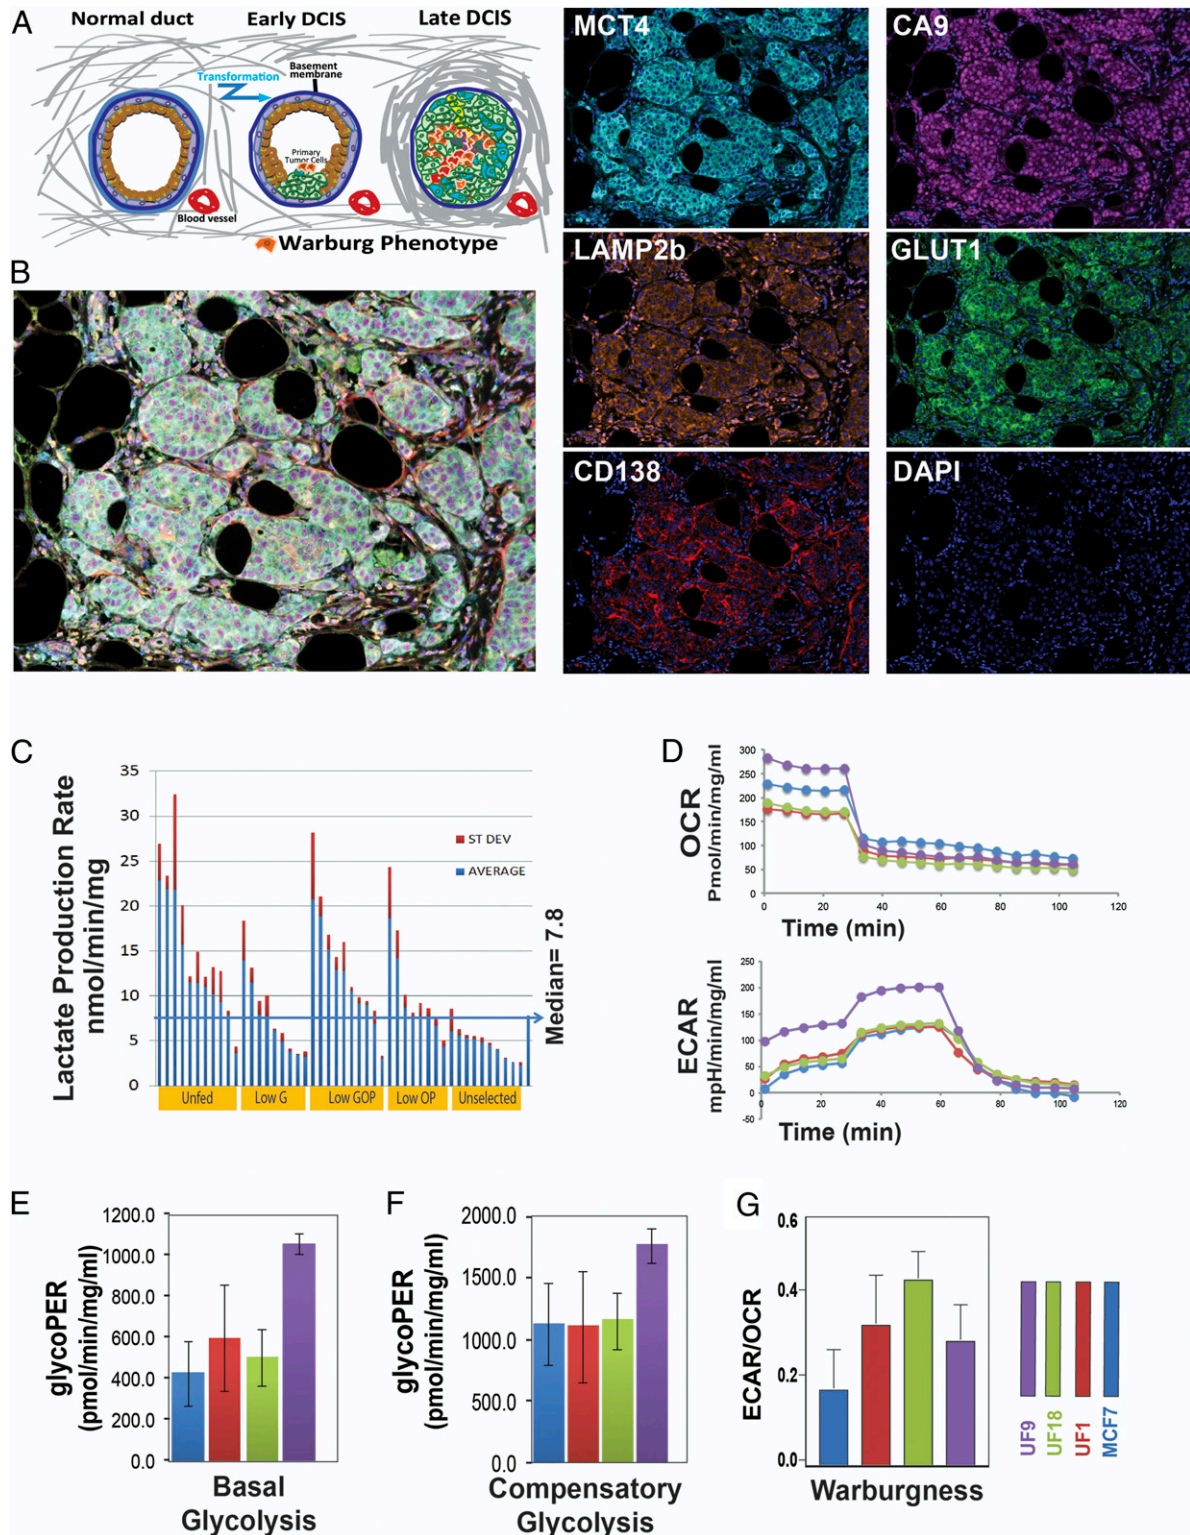 A
Normal duct
Early DCIS
Late DCIS
Transformation
Basement
membrane
Primary
Tumor Cells
Blood vessel
Warburg Phenotype
B
MCT4
CA9
LAMP2b
GLUT1
CD138
DAPI
C
Lactate Production Rate
nmol/min/mg
35
30
25
20
15
10
5
0
ST DEV
AVERAGE
Median= 7.8
Unfed
Low G
Low GOP
Low OP
Unselected
D
OCR
Pmol/min/mg/ml
300
250
200
150
100
50
0
0 20 40 60 80 100 120
Time (min)
ECAR
mpH/min/mg/ml
250
200
150
100
50
0
-50
0 20 40 60 80 100 120
Time (min)
E
glycoPER
(pmol/min/mg/ml)
1200.0
1000.0
800.0
600.0
400.0
200.0
0.0
Basal
Glycolysis
F
glycoPER
(pmol/min/mg/ml)
2000.0
1500.0
1000.0
500.0
0.0
Compensatory
Glycolysis
G
ECAR/OCR
0.6
0.4
0.2
0.0
Warburgness
UF9
UF18
UF1
MCF7